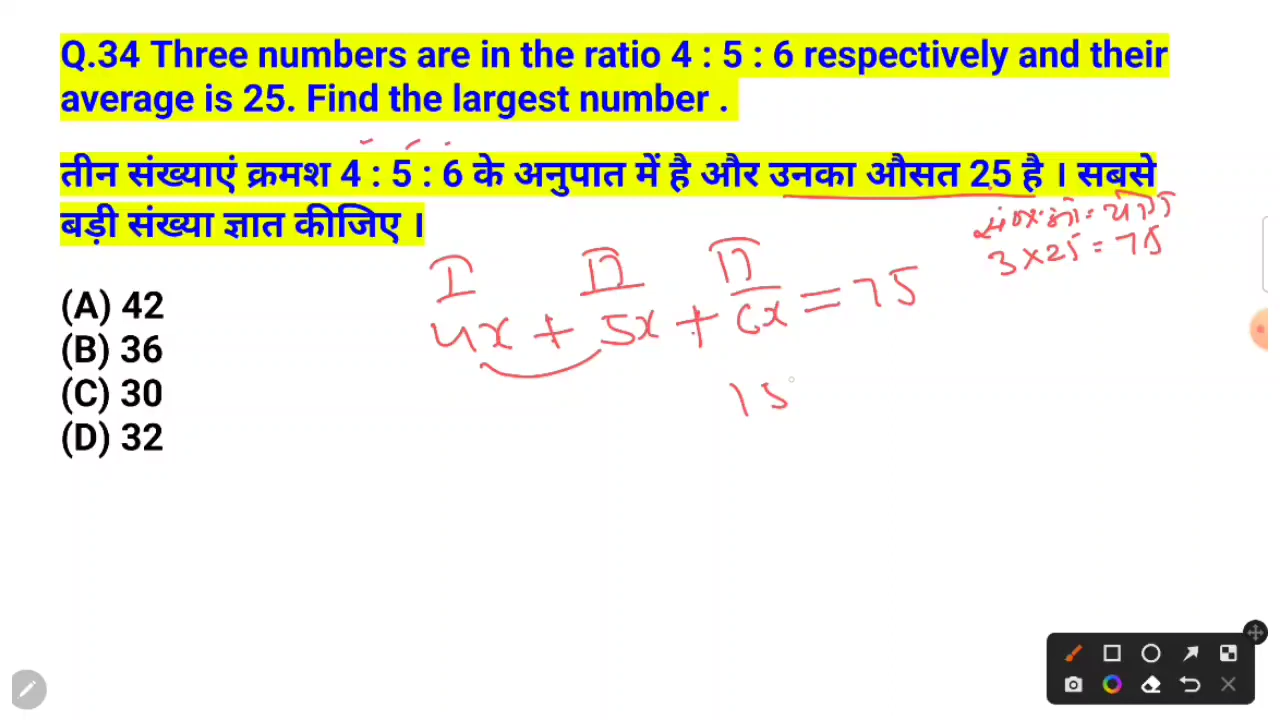 Q.34 Three numbers are in the ratio 4 : 5 : 6 respectively and their
average is 25. Find the largest number .
तीन संख्याएं क्रमश 4 : 5 : 6 के अनुपात में है और उनका औसत 25 है । सबसे
बड़ी संख्या ज्ञात कीजिए ।
3×25=75
I II
4x + 5x + 6x = 75
15
(A) 42
(B) 36
(C) 30
(D) 32